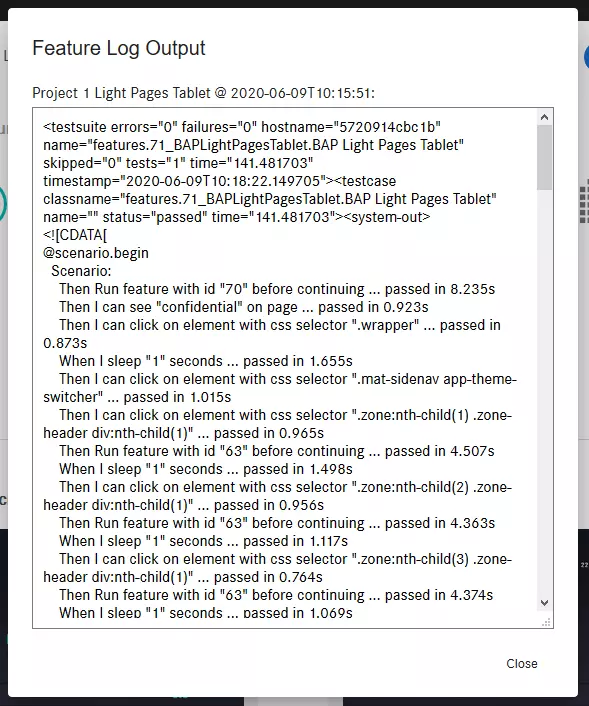 Feature Log Output
Project 1 Light Pages Tablet @ 2020-06-09T10:15:51:
<testsuite errors="0" failures="0" hostname="5720914cbc1b"
name="features.71_BAPLightPagesTablet.BAP Light Pages Tablet"
skipped="0" tests="1" time="141.481703"
timestamp="2020-06-09T10:18:22.149705"><testcase
classname="features.71_BAPLightPagesTablet.BAP Light Pages Tablet"
name="" status="passed" time="141.481703"><system-out>
<![CDATA[
@scenario.begin
Scenario:
Then Run feature with id "70" before continuing ... passed in 8.235s
Then I can see "confidential" on page ... passed in 0.923s
Then I can click on element with css selector ".wrapper" ... passed in
0.873s
When I sleep "1" seconds ... passed in 1.655s
Then I can click on element with css selector ".mat-sidenav app-theme-
switcher" ... passed in 1.015s
Then I can click on element with css selector ".zone:nth-child(1) .zone-
header div:nth-child(1)" ... passed in 0.965s
Then Run feature with id "63" before continuing ... passed in 4.507s
When I sleep "1" seconds ... passed in 1.498s
Then I can click on element with css selector ".zone:nth-child(2) .zone-
header div:nth-child(1)" ... passed in 0.956s
Then Run feature with id "63" before continuing ... passed in 4.363s
When I sleep "1" seconds ... passed in 1.117s
Then I can click on element with css selector ".zone:nth-child(3) .zone-
header div:nth-child(1)" ... passed in 0.764s
Then Run feature with id "63" before continuing ... passed in 4.374s
When I sleep "1" seconds ... passed in 1.069s
Close